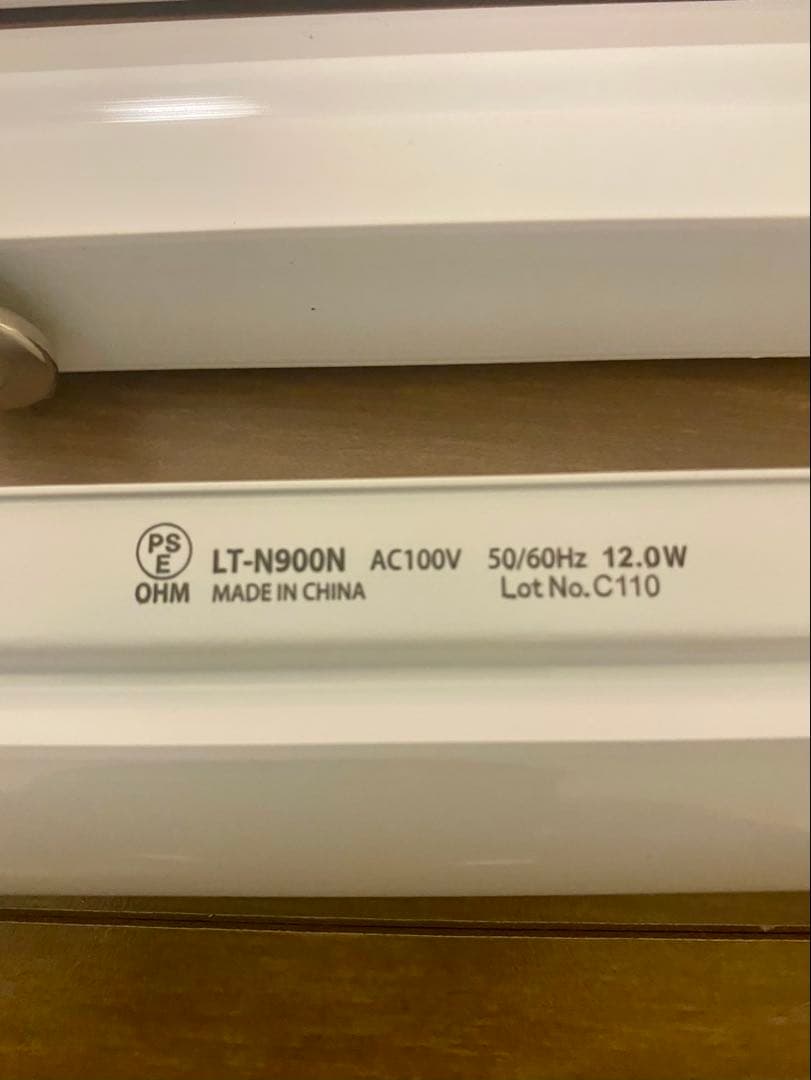 PS
E
LT-N900N AC100V 50/60Hz 12.0W
OHM MADE IN CHINA Lot No.C110